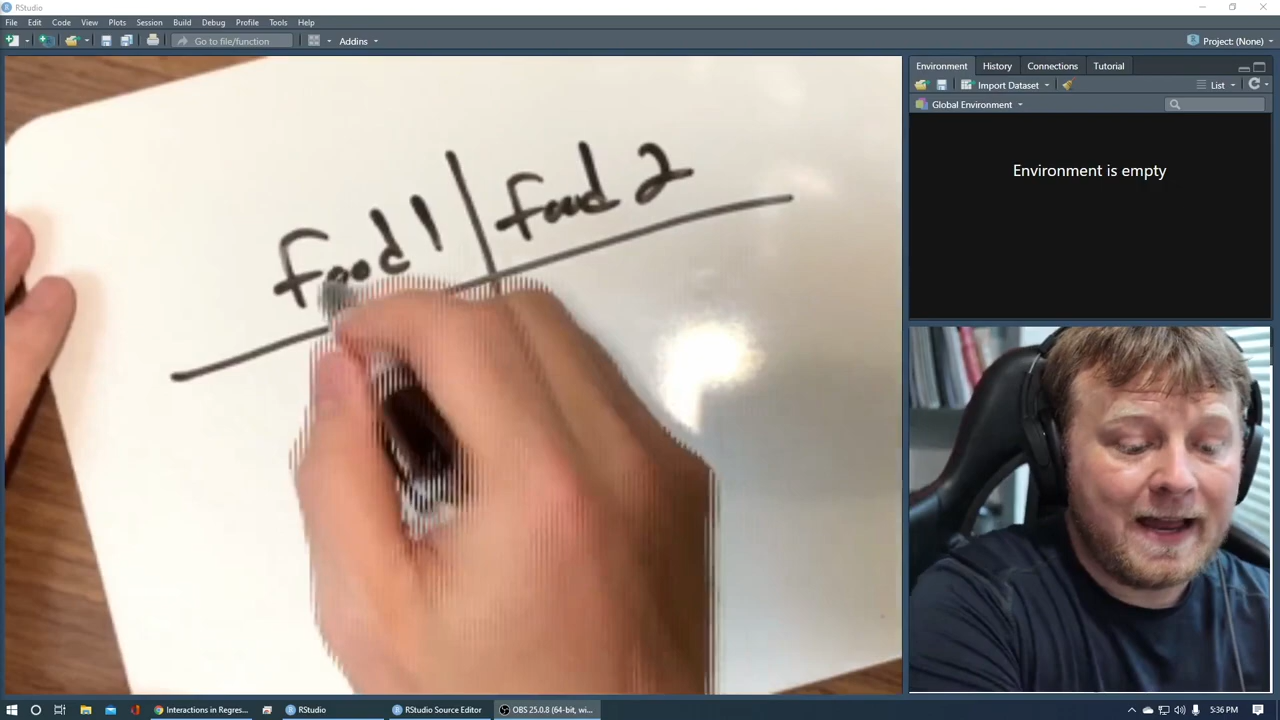 RStudio
File Edit Code View Plots Session Build Debug Profile Tools Help
Go to file/function Addins Project: (None)
Environment History Connections Tutorial
Import Dataset List
Global Environment
Environment is empty
food 1 food 2
Interactions in Regres... RStudio RStudio Source Editor OBS 25.0.8 (64-bit, wi... 5:36 PM